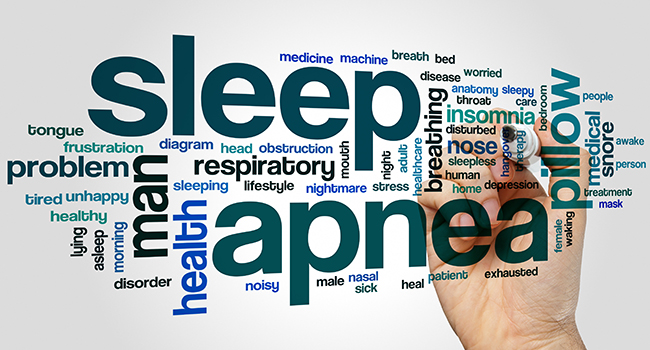 sleep
apnea
medicine
machine
breath
bed
disease
worried
anatomy
sleepy
throat
care
bedroom
people
tongue
frustration
diagram
head
obstruction
mouth
night
adult
healthcare
breathing
insomnia
disturbed
nose
hangover
therapy
pillow
medical
snore
awake
person
problem
man
respiratory
sleepless
human
home
depression
treatment
mask
tired
unhappy
healthy
sleeping
lifestyle
nightmare
stress
lying
asleep
morning
health
female
waking
disorder
noisy
male
nasal
sick
heal
patient
exhausted